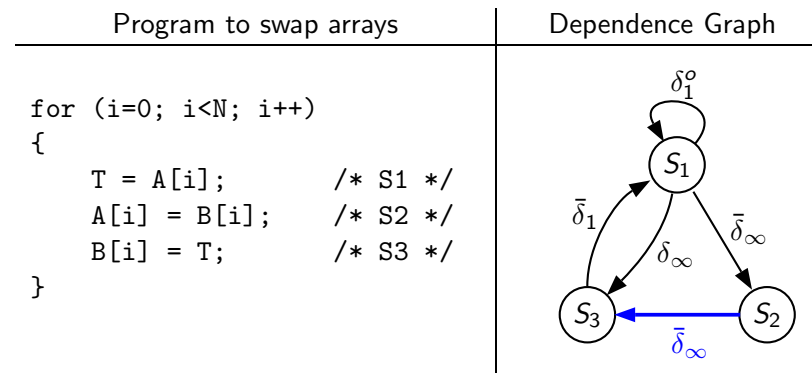 Program to swap arrays
Dependence Graph
for (i=0; i<N; i++)
{
T = A[i]; /* S1 */
A[i] = B[i]; /* S2 */
B[i] = T; /* S3 */
}
δ₁ᵒ
S₁
δ̄₁
δ∞
δ̄∞
S₃
S₂
δ̄∞